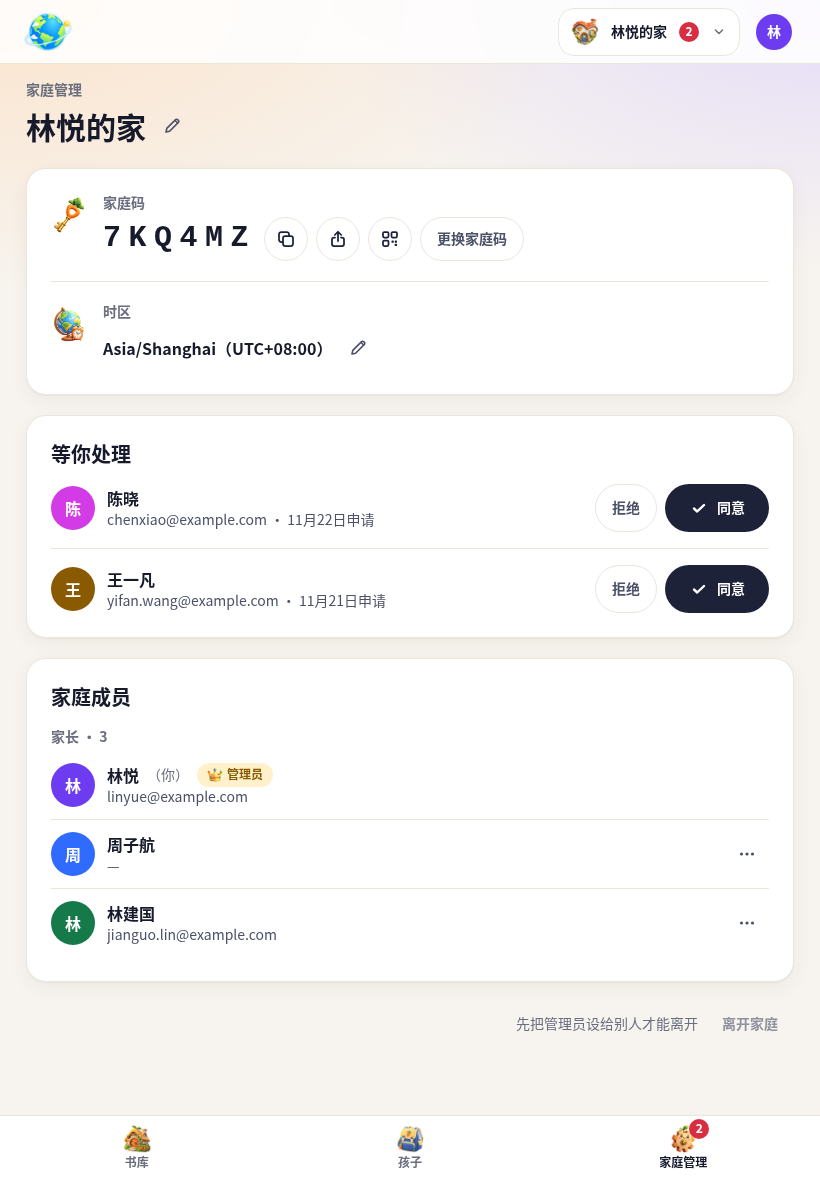 林悦的家 2 林
家庭管理
林悦的家
家庭码
7KQ4MZ 更换家庭码
时区
Asia/Shanghai（UTC+08:00）
等你处理
陈 陈晓
chenxiao@example.com · 11月22日申请
拒绝 同意
王 王一凡
yifan.wang@example.com · 11月21日申请
拒绝 同意
家庭成员
家长 · 3
林 林悦 （你） 管理员
linyue@example.com
周 周子航
—
林 林建国
jianguo.lin@example.com
先把管理员设给别人才能离开 离开家庭
2
书库 孩子 家庭管理